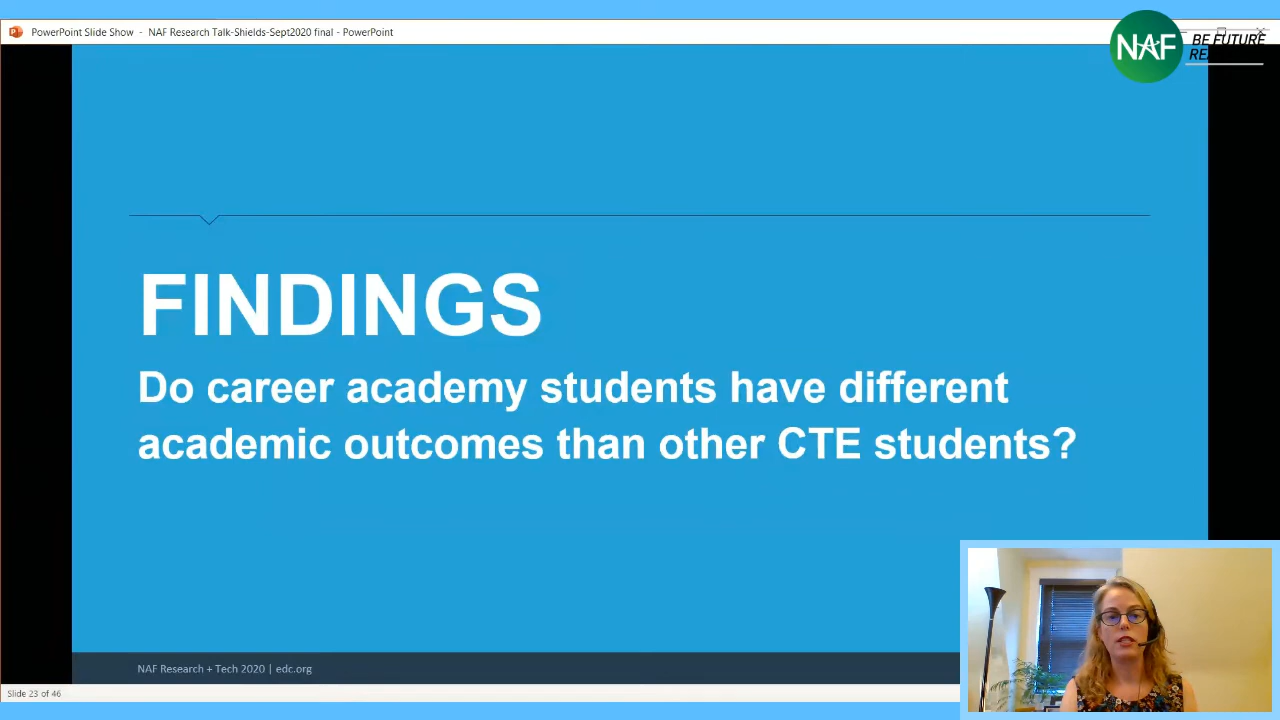 PowerPoint Slide Show - NAF Research Talk-Shields-Sept2020 final - PowerPoint
NAF
BE FUTURE
RE
FINDINGS
Do career academy students have different
academic outcomes than other CTE students?
NAF Research + Tech 2020 | edc.org
Slide 23 of 46